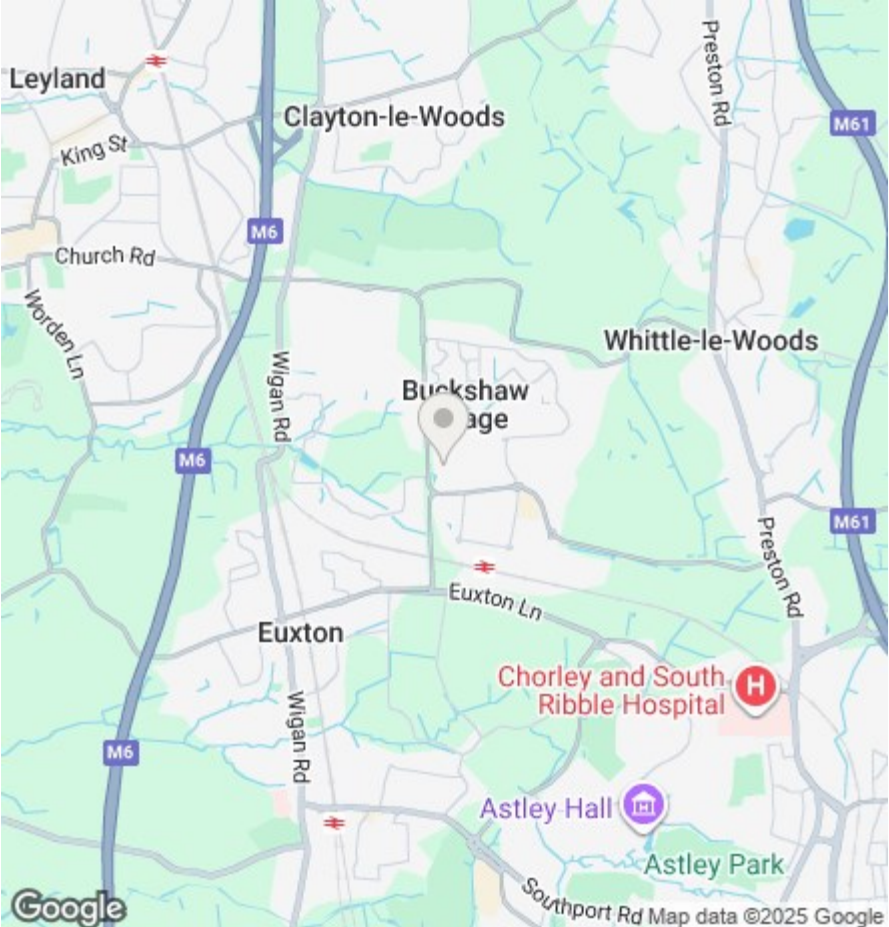 Preston Rd
Leyland
Clayton-le-Woods
M61
King St
M6
Church Rd
Worden Ln
Whittle-le-Woods
Wigan Rd
Buckshaw
age
M6
M61
Preston Rd
Euxton Ln
Euxton
Chorley and South
Ribble Hospital
H
Wigan Rd
M6
Astley Hall
Astley Park
Southport Rd
Google
Map data ©2025 Google